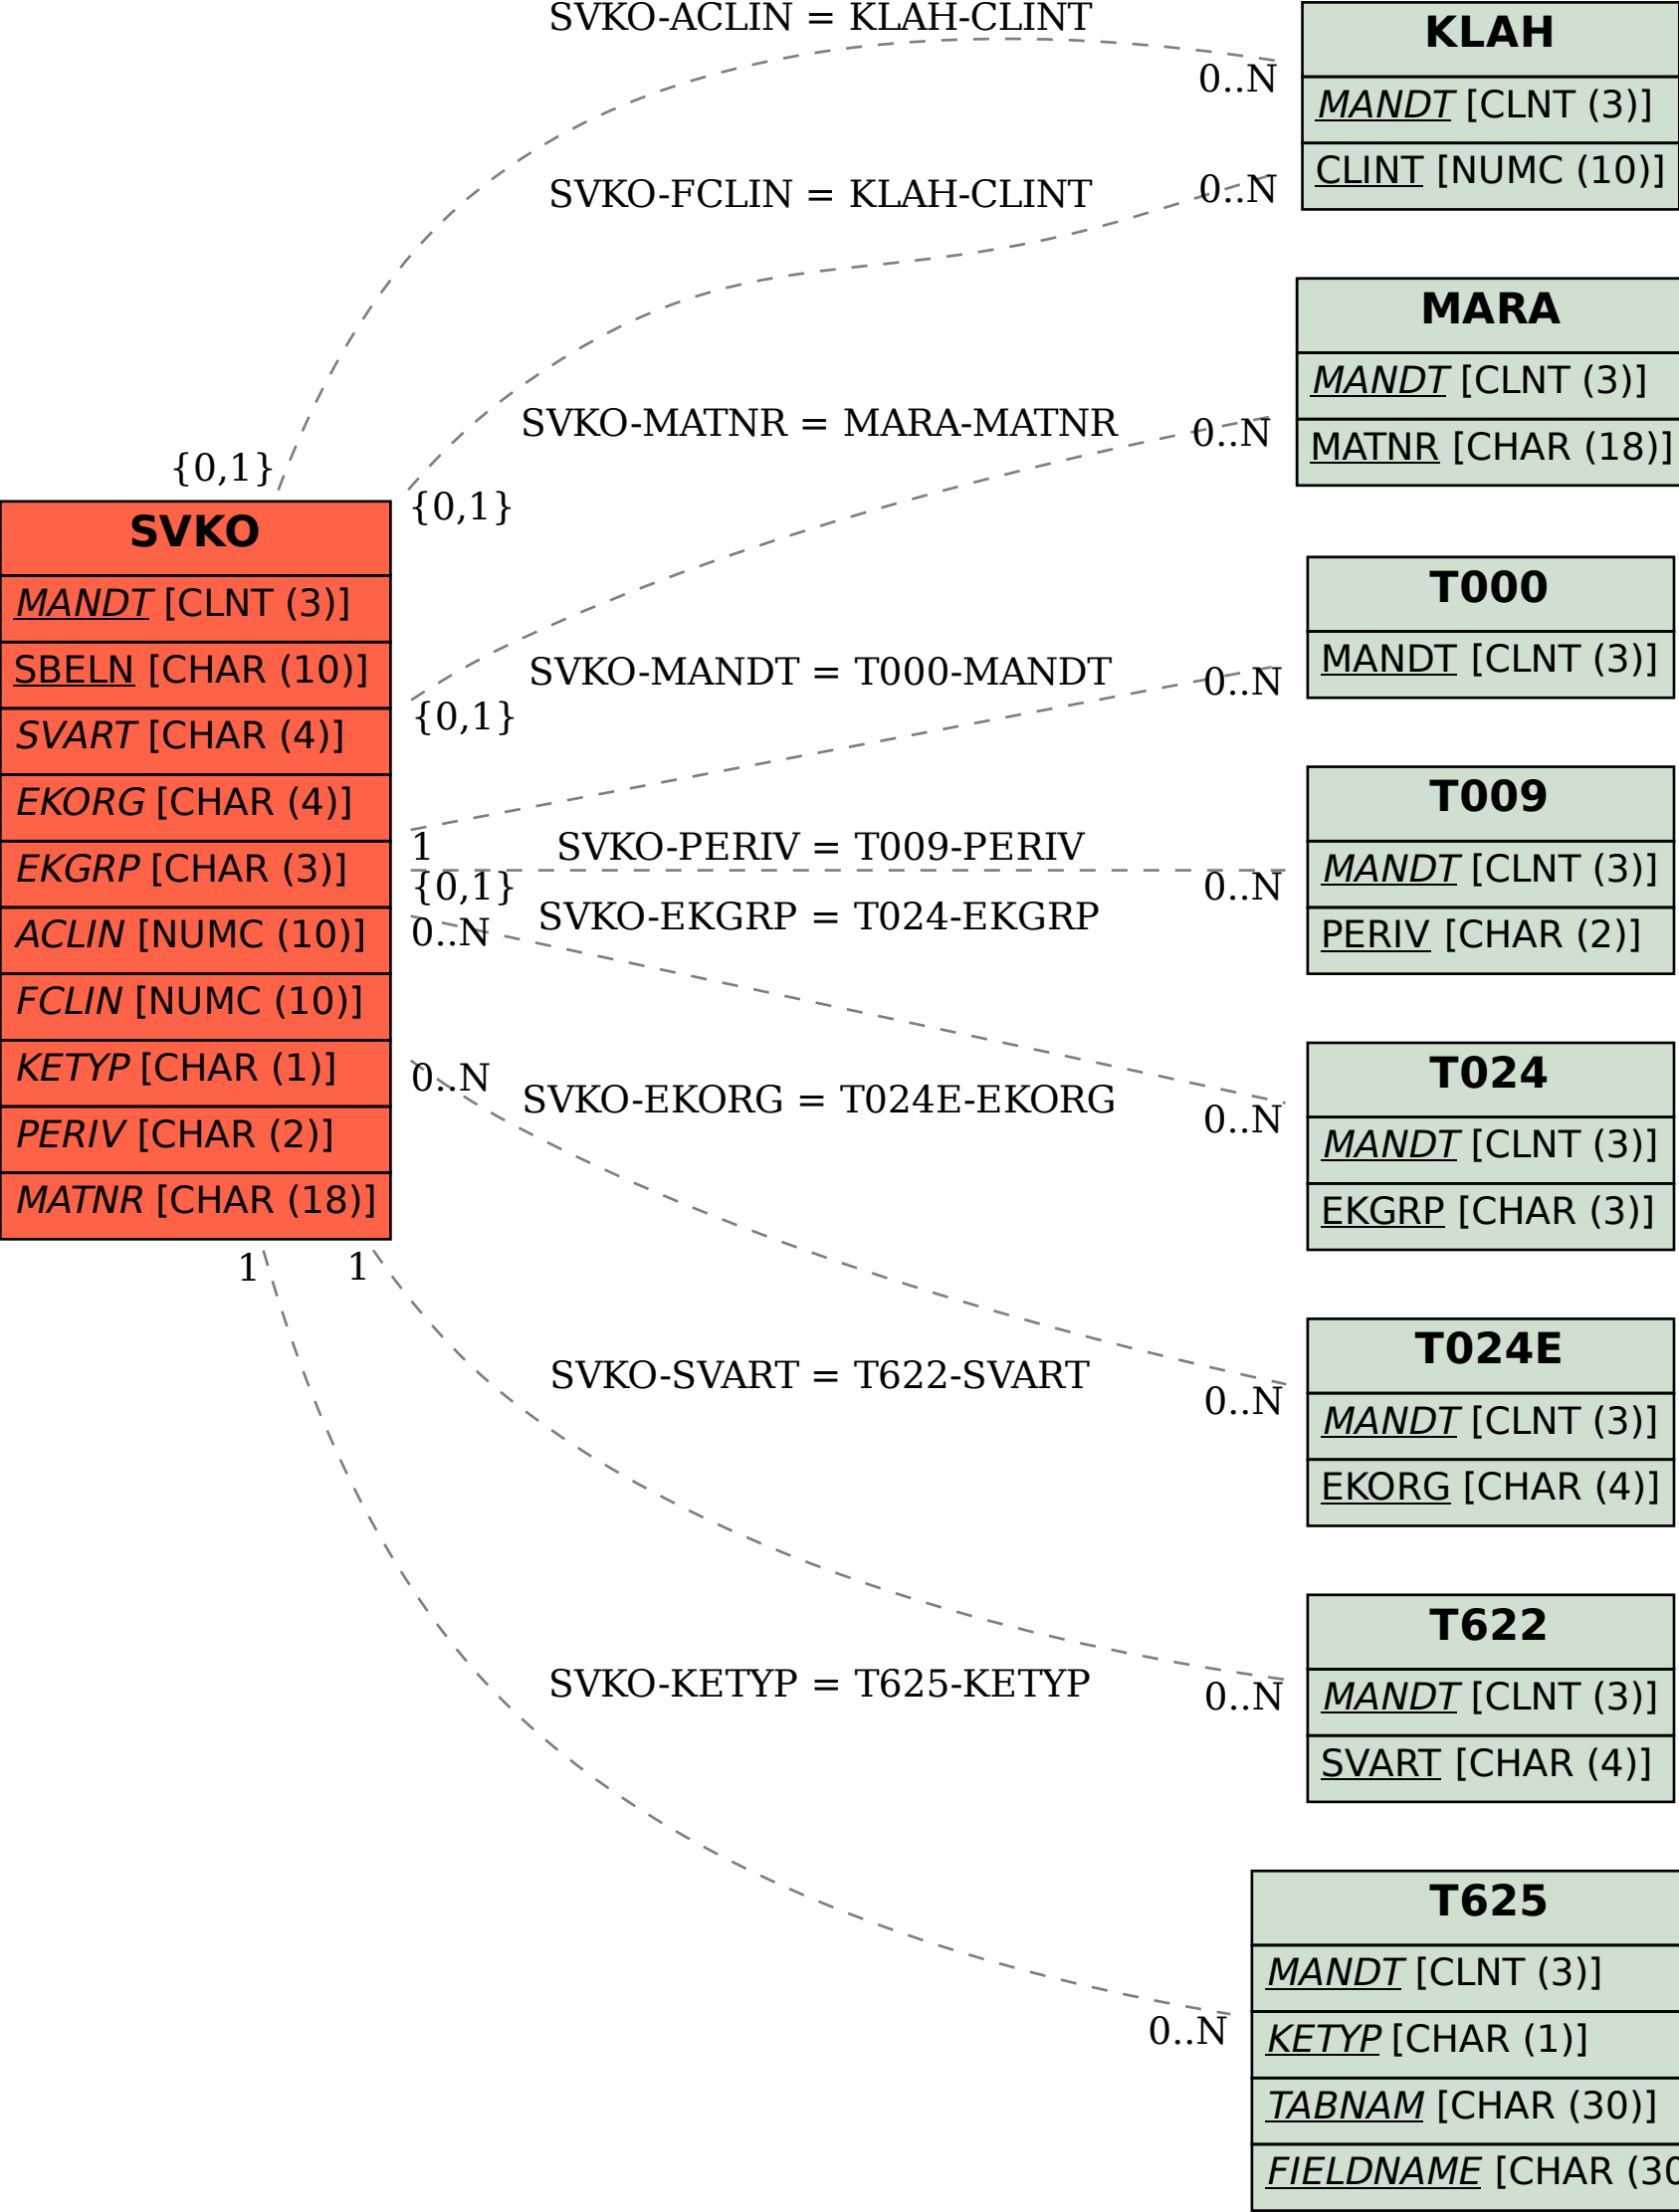 SVKO-ACLIN = KLAH-CLINT
0..N
{0,1}
SVKO-FCLIN = KLAH-CLINT
0..N
{0,1}
SVKO-MATNR = MARA-MATNR
0..N
{0,1}
SVKO-MANDT = T000-MANDT
0..N
1
SVKO-PERIV = T009-PERIV
0..N
{0,1}
SVKO-EKGRP = T024-EKGRP
0..N
0..N
SVKO-EKORG = T024E-EKORG
0..N
0..N
SVKO-SVART = T622-SVART
0..N
1
SVKO-KETYP = T625-KETYP
0..N
1
SVKO
MANDT [CLNT (3)]
SBELN [CHAR (10)]
SVART [CHAR (4)]
EKORG [CHAR (4)]
EKGRP [CHAR (3)]
ACLIN [NUMC (10)]
FCLIN [NUMC (10)]
KETYP [CHAR (1)]
PERIV [CHAR (2)]
MATNR [CHAR (18)]
KLAH
MANDT [CLNT (3)]
CLINT [NUMC (10)]
MARA
MANDT [CLNT (3)]
MATNR [CHAR (18)]
T000
MANDT [CLNT (3)]
T009
MANDT [CLNT (3)]
PERIV [CHAR (2)]
T024
MANDT [CLNT (3)]
EKGRP [CHAR (3)]
T024E
MANDT [CLNT (3)]
EKORG [CHAR (4)]
T622
MANDT [CLNT (3)]
SVART [CHAR (4)]
T625
MANDT [CLNT (3)]
KETYP [CHAR (1)]
TABNAM [CHAR (30)]
FIELDNAME [CHAR (30